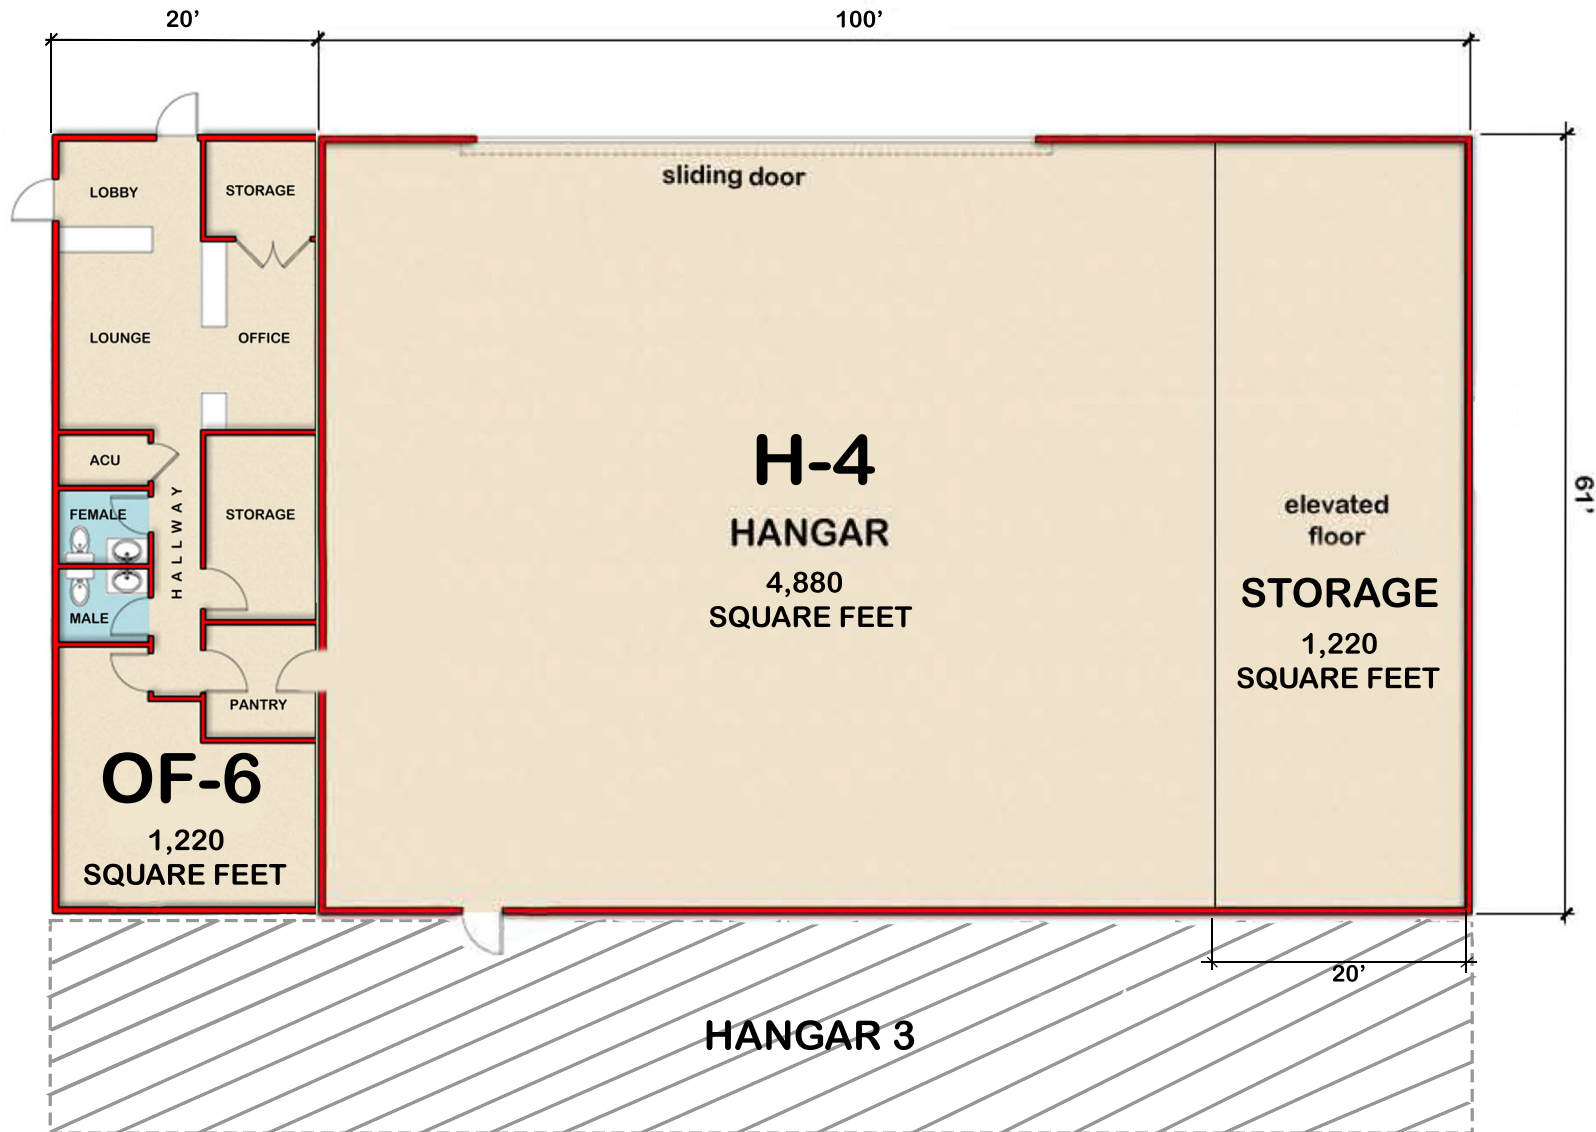 20’
100’
LOBBY
STORAGE
sliding door
LOUNGE
OFFICE
ACU
FEMALE
HALLWAY
STORAGE
MALE
PANTRY
OF-6
1,220
SQUARE FEET
H-4
HANGAR
4,880
SQUARE FEET
elevated
floor
STORAGE
1,220
SQUARE FEET
61’
20’
HANGAR 3